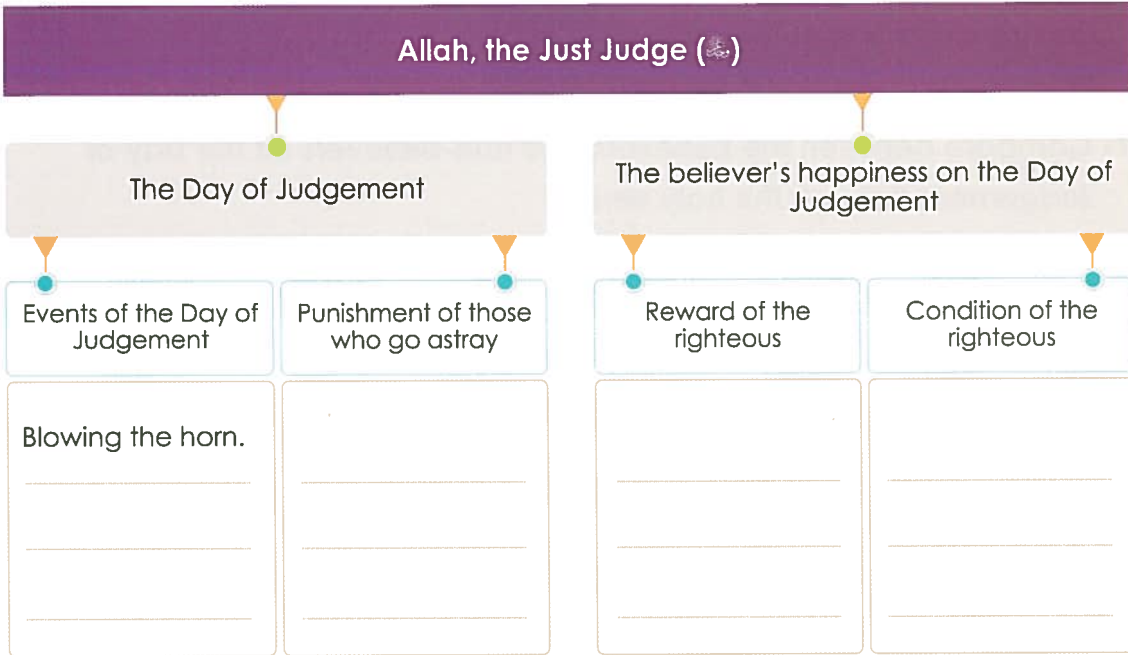 Allah, the Just Judge (ﷻ)
The Day of Judgement
The believer's happiness on the Day of
Judgement
Events of the Day of
Judgement
Punishment of those
who go astray
Reward of the
righteous
Condition of the
righteous
Blowing the horn.